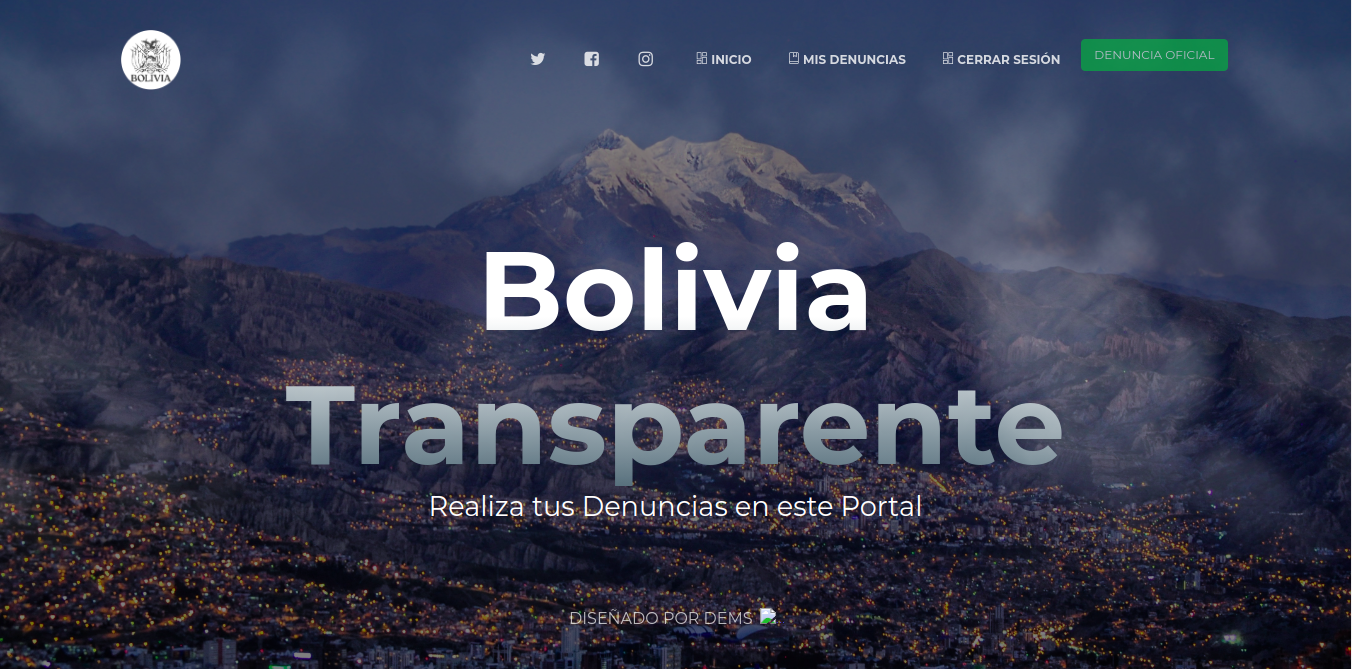 BOLIVIA
INICIO
MIS DENUNCIAS
CERRAR SESIÓN
DENUNCIA OFICIAL
Bolivia
Transparente
Realiza tus Denuncias en este Portal
DISEÑADO POR DEMS